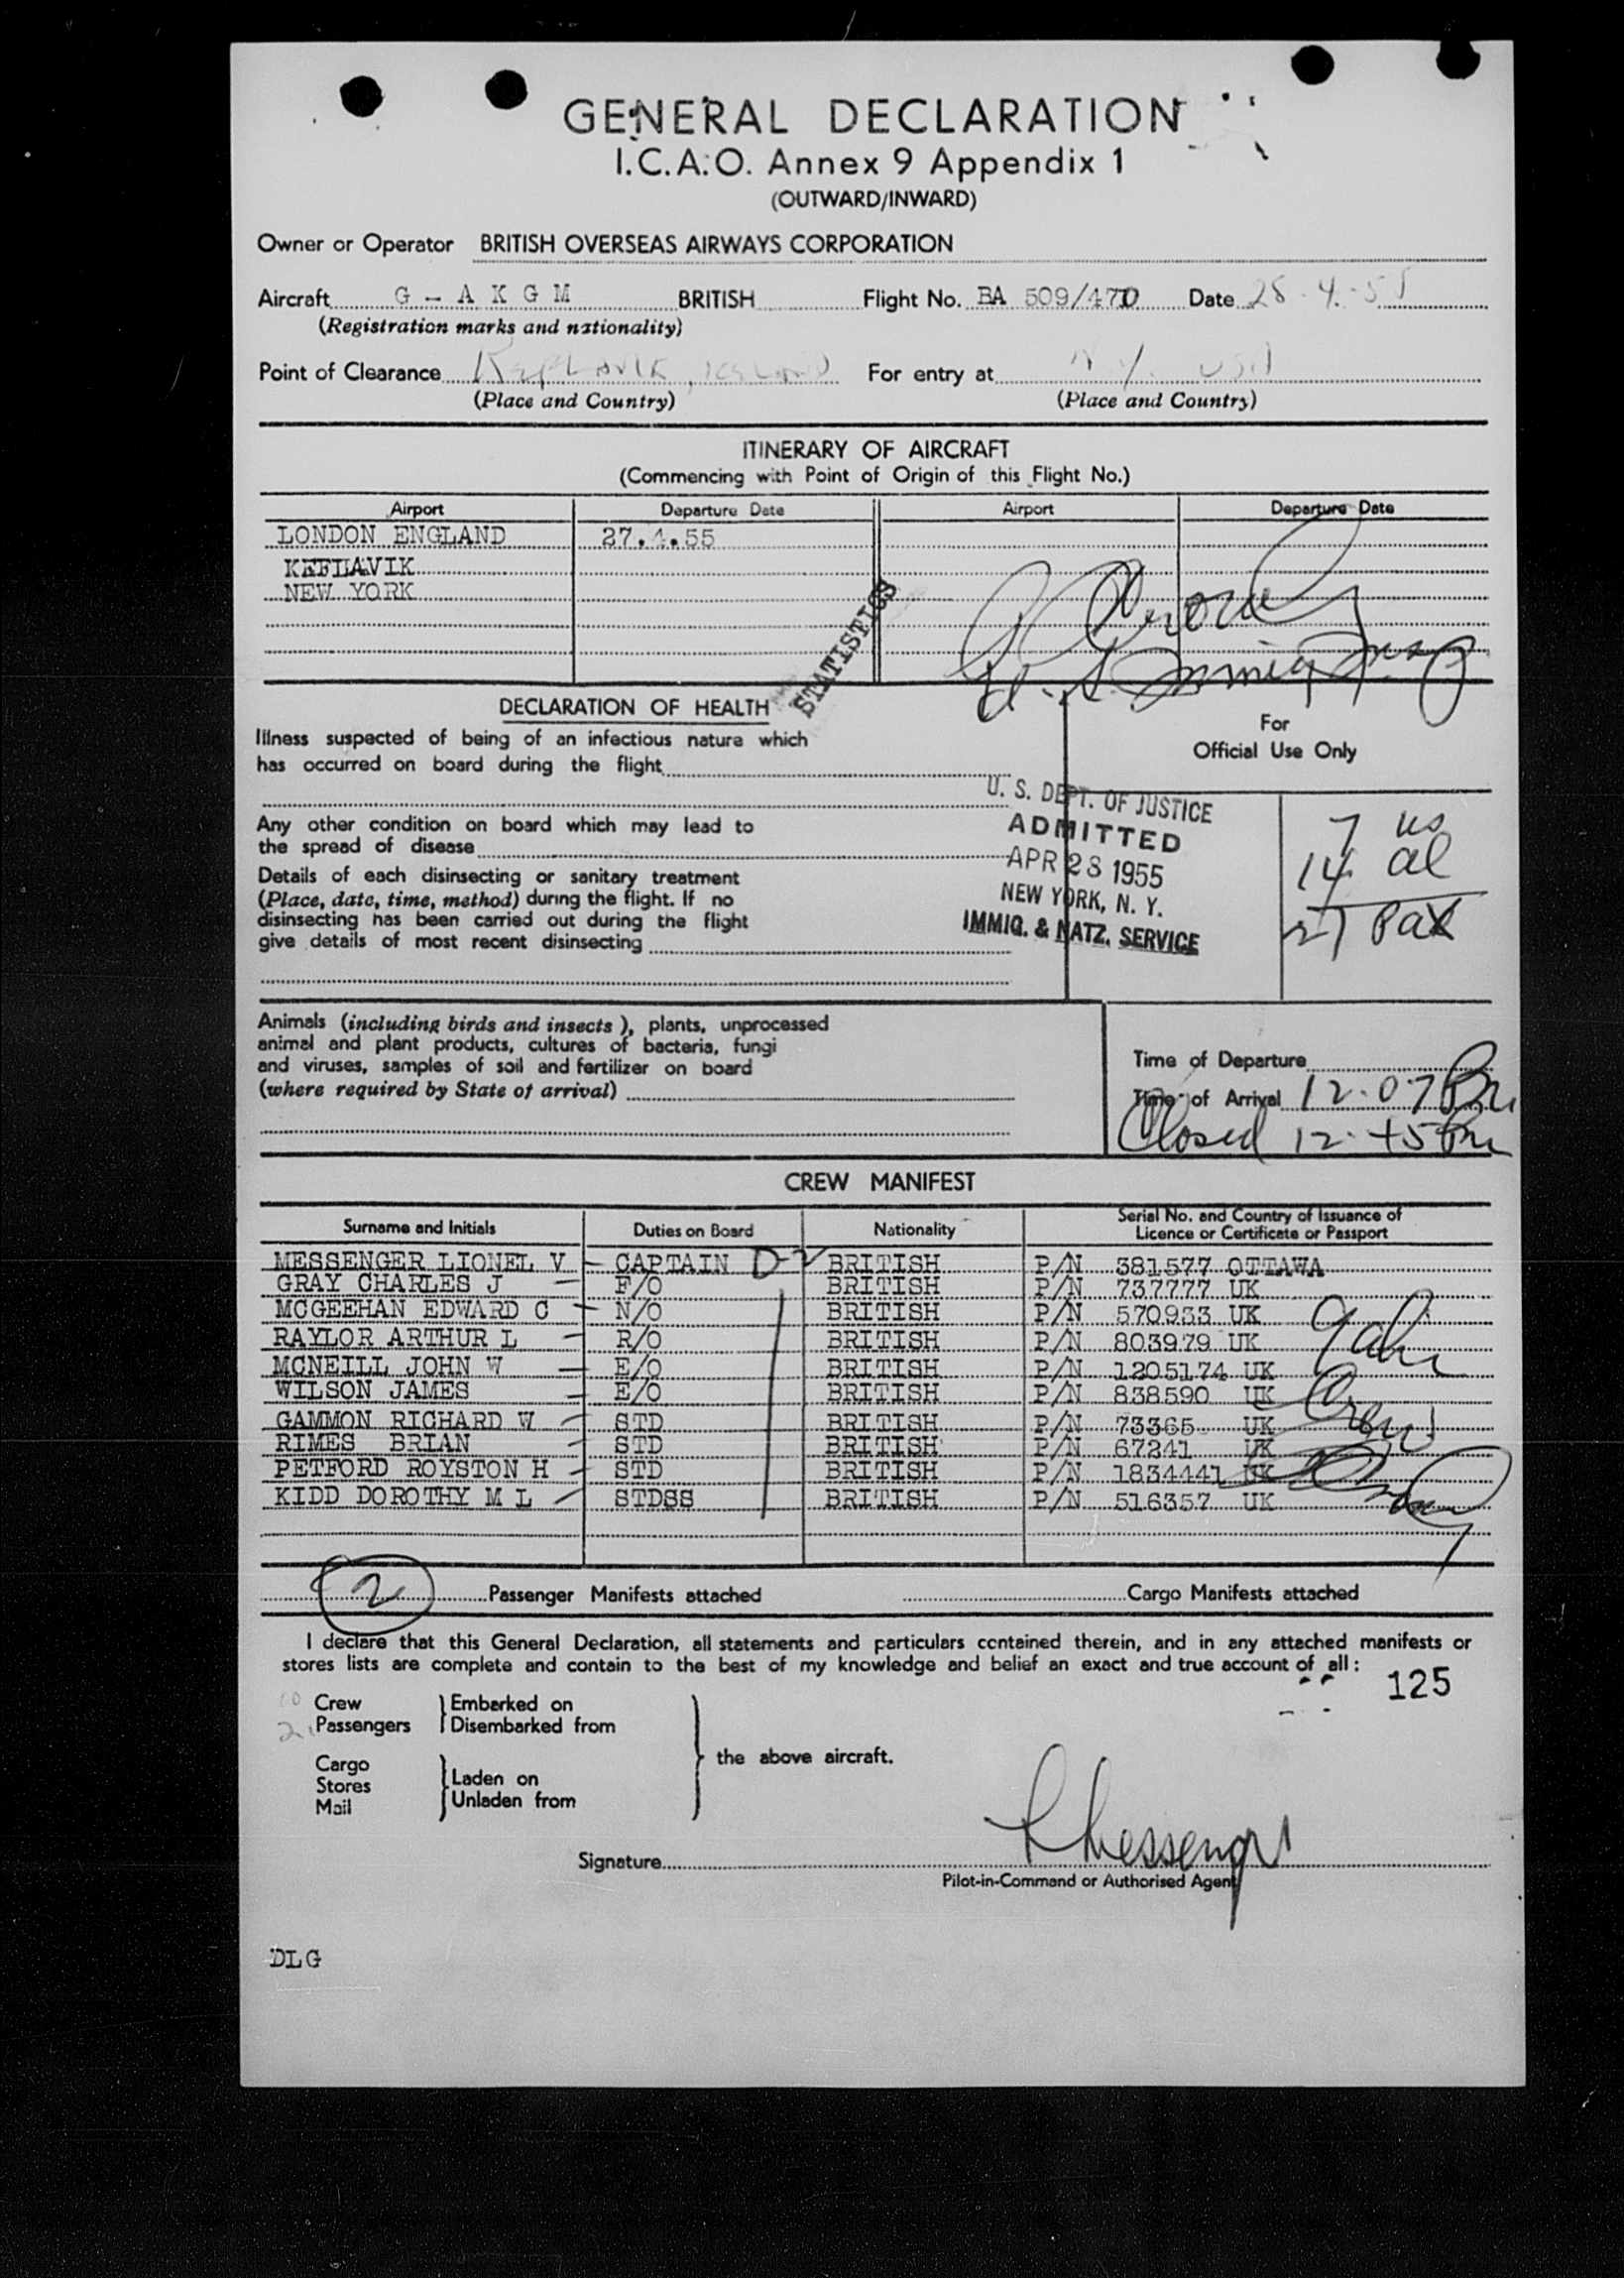 GENERAL DECLARATION
I.C.A.O. Annex 9 Appendix 1
(OUTWARD/INWARD)
Owner or Operator BRITISH OVERSEAS AIRWAYS CORPORATION
Aircraft G - A K G M BRITISH Flight No. BA 509/471 Date 28.4.55
(Registration marks and nationality)
Point of Clearance Keflavik, Iceland For entry at N.Y. USA
(Place and Country) (Place and Country)
ITINERARY OF AIRCRAFT
(Commencing with Point of Origin of this Flight No.)
Airport Departure Date Airport Departure Date
LONDON ENGLAND 27.4.55
KEFLAVIK
NEW YORK
STATISTICS
U.S. Immig
DECLARATION OF HEALTH
Illness suspected of being of an infectious nature which
has occurred on board during the flight
Any other condition on board which may lead to
the spread of disease
Details of each disinsecting or sanitary treatment
(Place, date, time, method) during the flight. If no
disinsecting has been carried out during the flight
give details of most recent disinsecting
For
Official Use Only
U. S. DEPT. OF JUSTICE
ADMITTED
APR 28 1955
NEW YORK, N. Y.
IMMIG. & NATZ. SERVICE
7 us
14 al
21 Pax
Animals (including birds and insects), plants, unprocessed
animal and plant products, cultures of bacteria, fungi
and viruses, samples of soil and fertilizer on board
(where required by State of arrival)
Time of Departure
Time of Arrival 12.07 Pm
Closed 12.45 Pm
CREW MANIFEST
Surname and Initials Duties on Board Nationality Serial No. and Country of Issuance of Licence or Certificate or Passport
MESSENGER LIONEL V - CAPTAIN D-2 BRITISH P/N 381577 OTTAWA
GRAY CHARLES J - F/O BRITISH P/N 737777 UK
MCGEEHAN EDWARD C - N/O BRITISH P/N 570933 UK
RAYLOR ARTHUR L - R/O BRITISH P/N 803979 UK
MCNEILL JOHN W - E/O BRITISH P/N 1205174 UK
WILSON JAMES - E/O BRITISH P/N 838590 UK
GAMMON RICHARD W - STD BRITISH P/N 73365 UK
RIMES BRIAN - STD BRITISH P/N 67241 UK
PETFORD ROYSTON H - STD BRITISH P/N 1834441 UK
KIDD DOROTHY M L - STDSS BRITISH P/N 516357 UK
2 Passenger Manifests attached Cargo Manifests attached
I declare that this General Declaration, all statements and particulars contained therein, and in any attached manifests or
stores lists are complete and contain to the best of my knowledge and belief an exact and true account of all:
125
10 Crew Embarked on
21 Passengers Disembarked from
the above aircraft.
Cargo
Stores Laden on
Mail Unladen from
Signature L Messenger
Pilot-in-Command or Authorised Agent
DLG